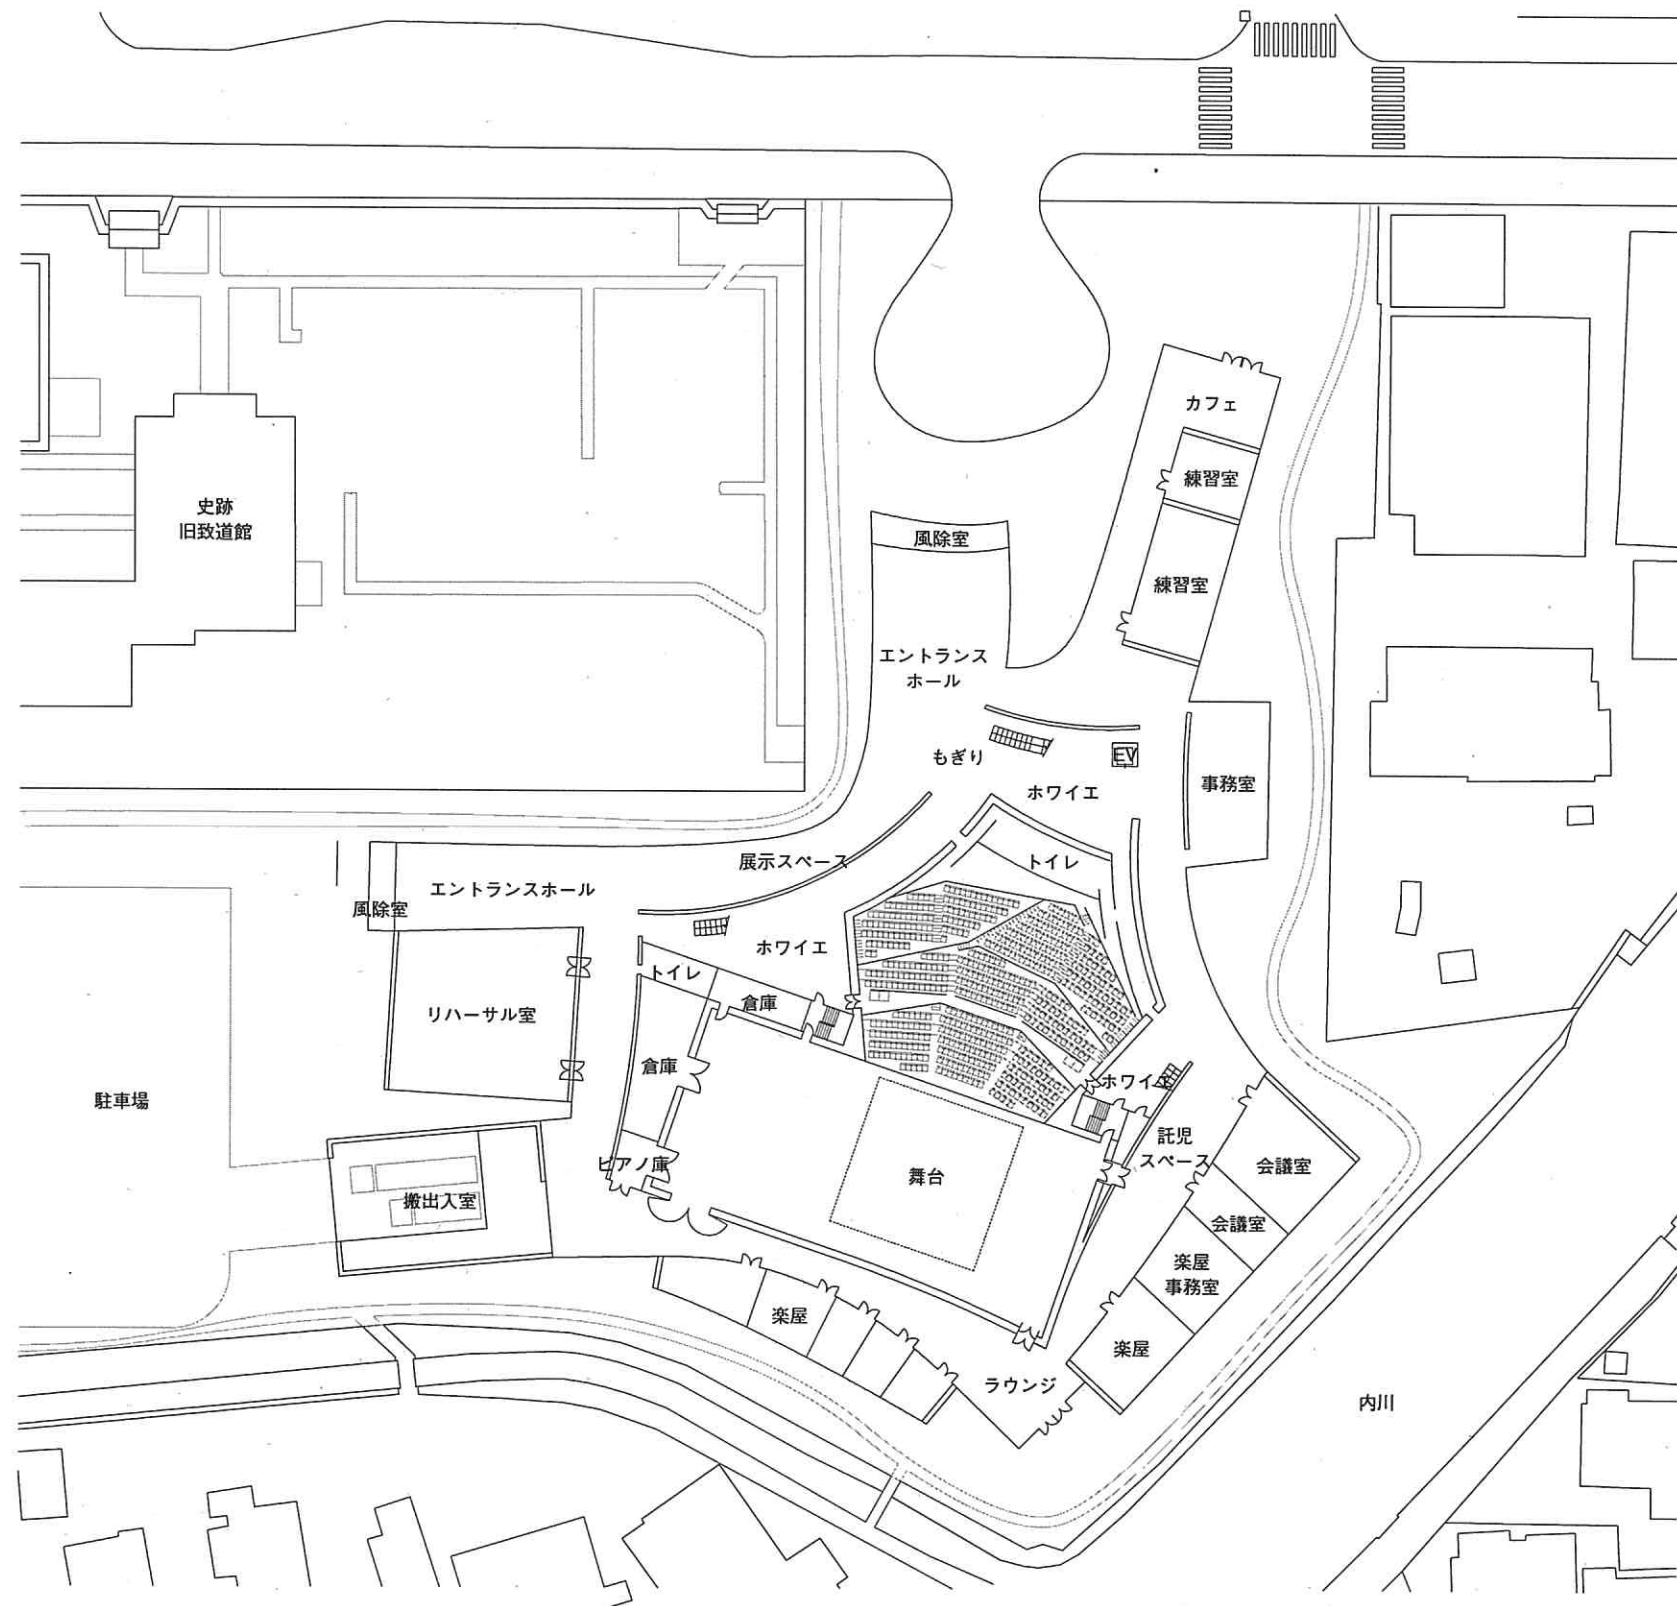 カフェ
練習室
史跡
旧致道館
風除室
練習室
エントランス
ホール
もぎり
EV
ホワイエ
事務室
展示スペース
トイレ
エントランスホール
風除室
ホワイエ
トイレ
倉庫
リハーサル室
倉庫
ホワイエ
駐車場
託児
スペース
ピアノ庫
会議室
舞台
搬出入室
会議室
楽屋
事務室
楽屋
楽屋
ラウンジ
内川